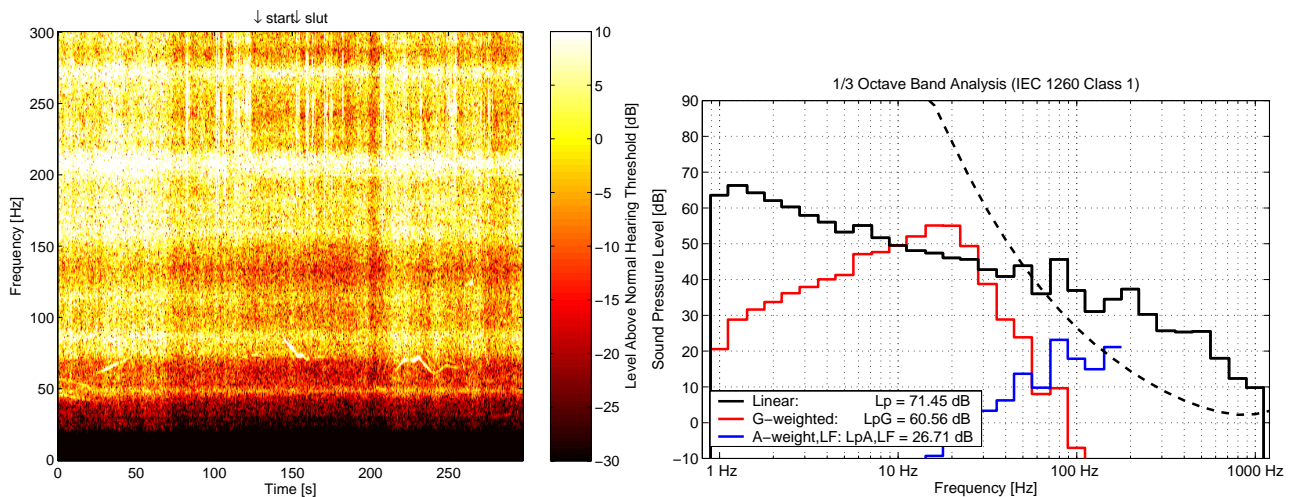 ↓ start↓ slut
300
250
200
150
100
50
0
Frequency [Hz]
0 50 100 150 200 250
Time [s]
10
5
0
−5
−10
−15
−20
−25
−30
Level Above Normal Hearing Threshold [dB]
1/3 Octave Band Analysis (IEC 1260 Class 1)
90
80
70
60
50
40
30
20
10
0
−10
Sound Pressure Level [dB]
Linear: Lp = 71.45 dB
G-weighted: LpG = 60.56 dB
A-weight,LF: LpA,LF = 26.71 dB
1 Hz 10 Hz 100 Hz 1000 Hz
Frequency [Hz]